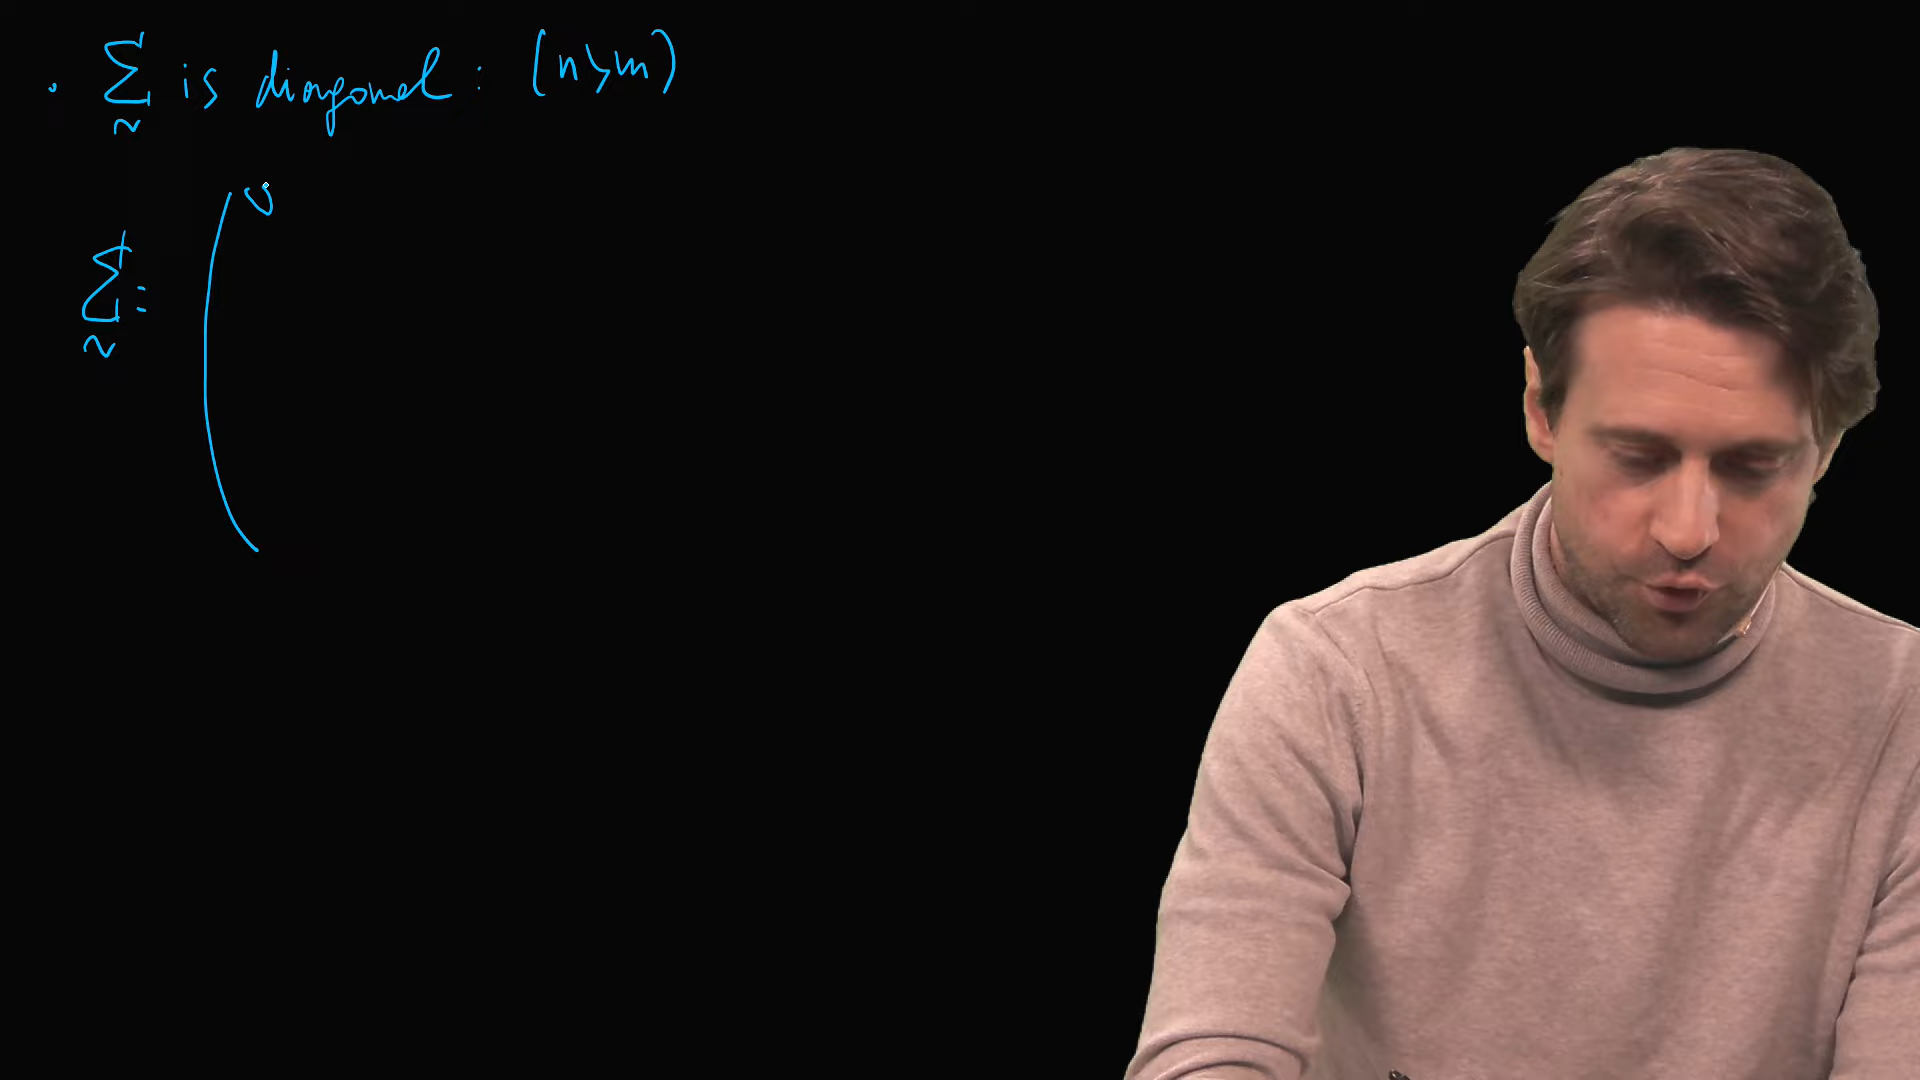 · Σ is diagonal : (n>m)
~
Σ =
~
(